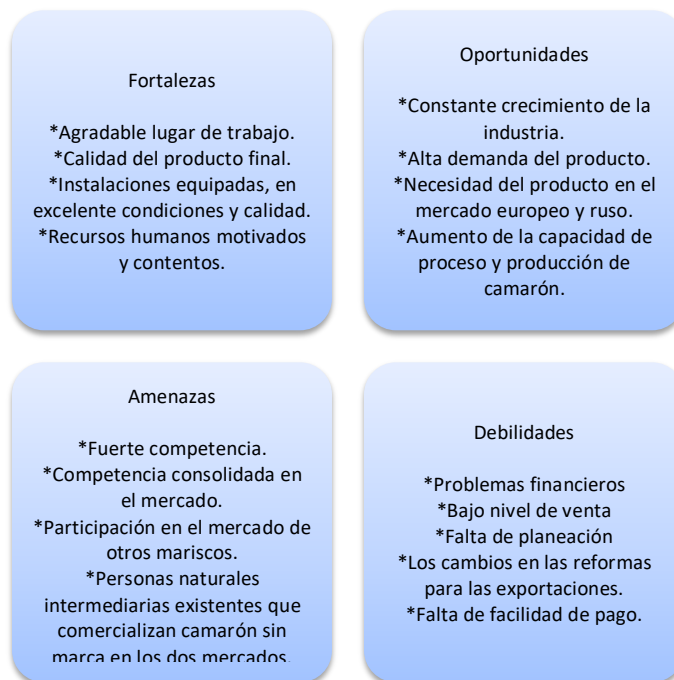 Fortalezas
*Agradable lugar de trabajo.
*Calidad del producto final.
*Instalaciones equipadas, en
excelente condiciones y calidad.
*Recursos humanos motivados
y contentos.
Oportunidades
*Constante crecimiento de la
industria.
*Alta demanda del producto.
*Necesidad del producto en el
mercado europeo y ruso.
*Aumento de la capacidad de
proceso y producción de
camarón.
Amenazas
*Fuerte competencia.
*Competencia consolidada en
el mercado.
*Participación en el mercado de
otros mariscos.
*Personas naturales
intermediarias existentes que
comercializan camarón sin
marca en los dos mercados.
Debilidades
*Problemas financieros
*Bajo nivel de venta
*Falta de planeación
*Los cambios en las reformas
para las exportaciones.
*Falta de facilidad de pago.